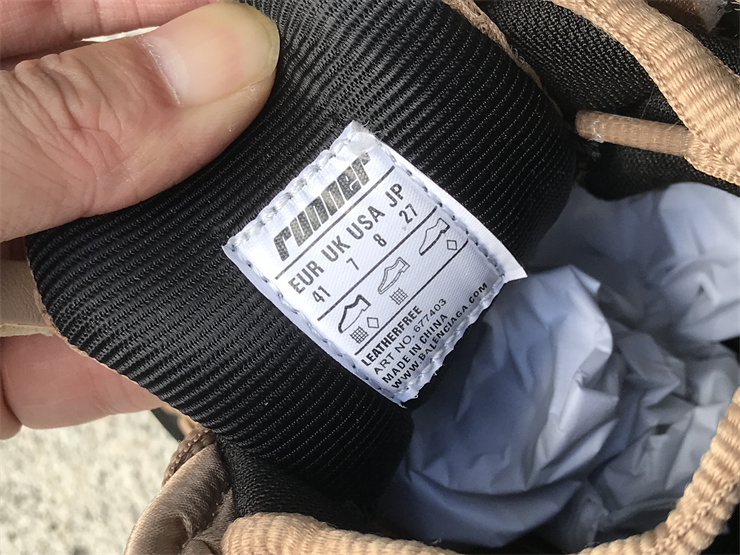 runner
EUR UK USA JP
41 7 8 27
LEATHERFREE
ART NO. 677403
MADE IN CHINA
WWW.BALENCIAGA.COM